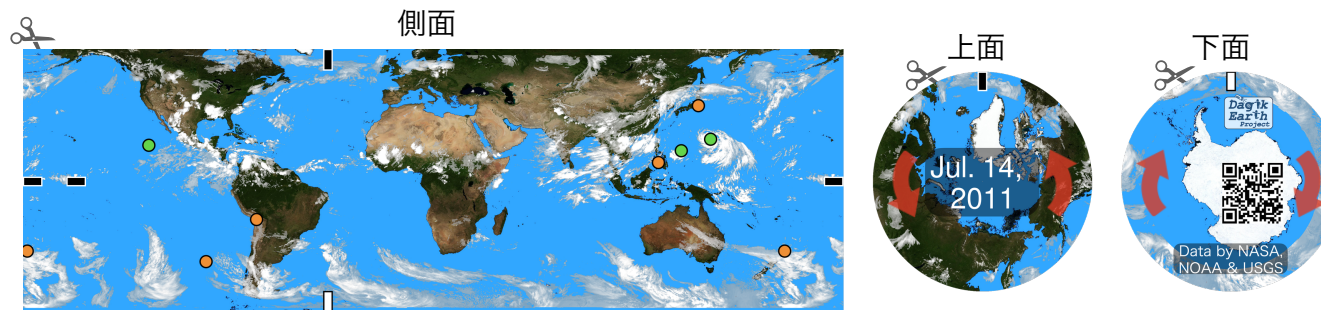 側面
上面
下面
Jul. 14,
2011
Dagik
Earth
Project
Data by NASA,
NOAA & USGS